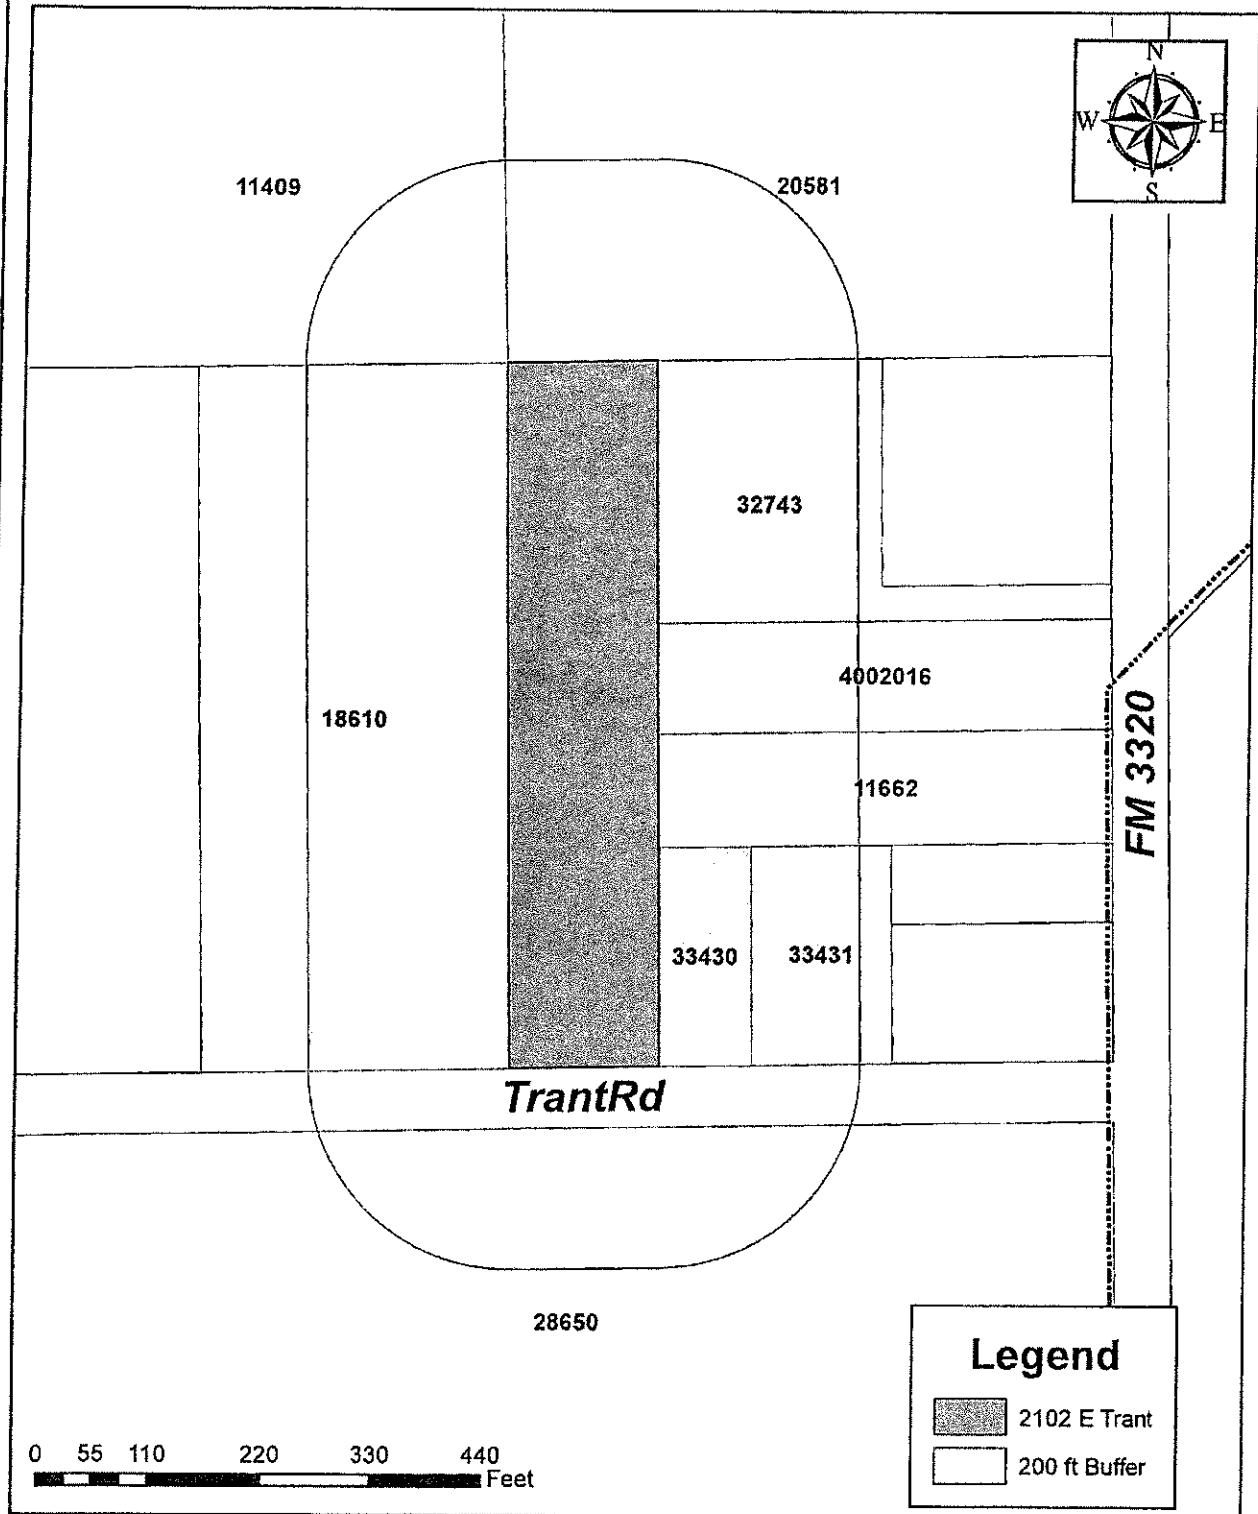 N
W E
S
11409
20581
32743
4002016
18610
11662
FM 3320
33430
33431
TrantRd
28650
Legend
2102 E Trant
200 ft Buffer
0 55 110 220 330 440
Feet